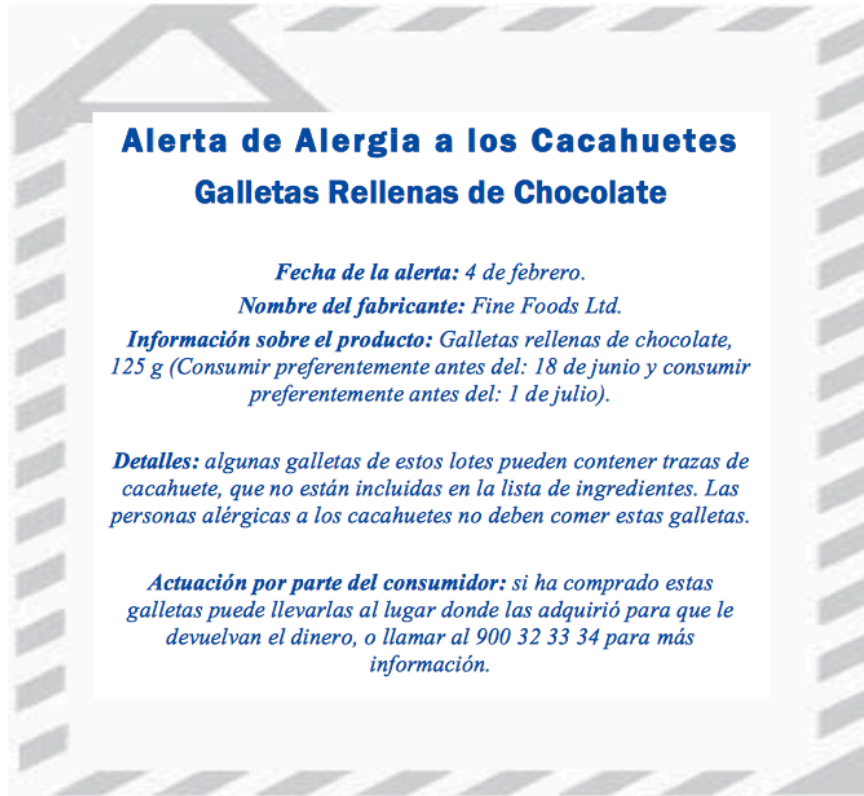 Alerta de Alergia a los Cacahuetes
Galletas Rellenas de Chocolate
Fecha de la alerta: 4 de febrero.
Nombre del fabricante: Fine Foods Ltd.
Información sobre el producto: Galletas rellenas de chocolate,
125 g (Consumir preferentemente antes del: 18 de junio y consumir
preferentemente antes del: 1 de julio).
Detalles: algunas galletas de estos lotes pueden contener trazas de
cacahuete, que no están incluidas en la lista de ingredientes. Las
personas alérgicas a los cacahuetes no deben comer estas galletas.
Actuación por parte del consumidor: si ha comprado estas
galletas puede llevarlas al lugar donde las adquirió para que le
devuelvan el dinero, o llamar al 900 32 33 34 para más
información.